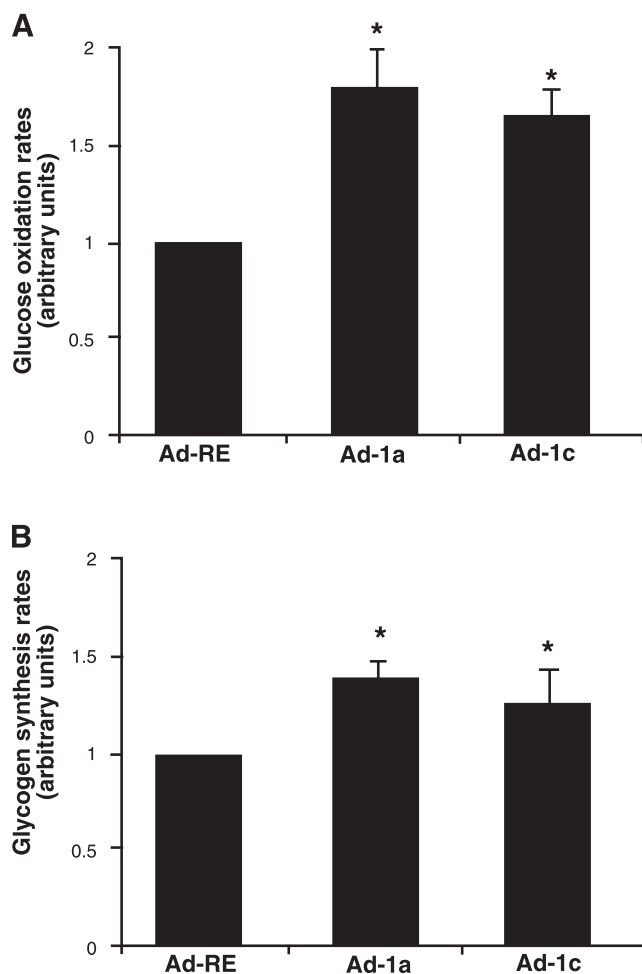 A
Glucose oxidation rates
(arbitrary units)
2
*
*
1.5
1
0.5
0
Ad-RE
Ad-1a
Ad-1c
B
Glycogen synthesis rates
(arbitrary units)
2
*
*
1.5
1
0.5
0
Ad-RE
Ad-1a
Ad-1c